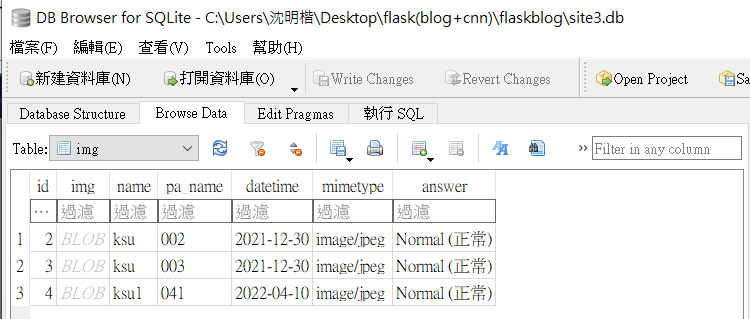 DB Browser for SQLite - C:\Users\沈明楷\Desktop\flask(blog+cnn)\flaskblog\site3.db
檔案(F) 編輯(E) 查看(V) Tools 幫助(H)
新建資料庫(N) 打開資料庫(O) Write Changes Revert Changes Open Project Sa
Database Structure Browse Data Edit Pragmas 執行 SQL
Table: img Filter in any column
id img name pa_name datetime mimetype answer
... 過濾 過濾 過濾 過濾 過濾 過濾
1 2 BLOB ksu 002 2021-12-30 image/jpeg Normal (正常)
2 3 BLOB ksu 003 2021-12-30 image/jpeg Normal (正常)
3 4 BLOB ksu1 041 2022-04-10 image/jpeg Normal (正常)